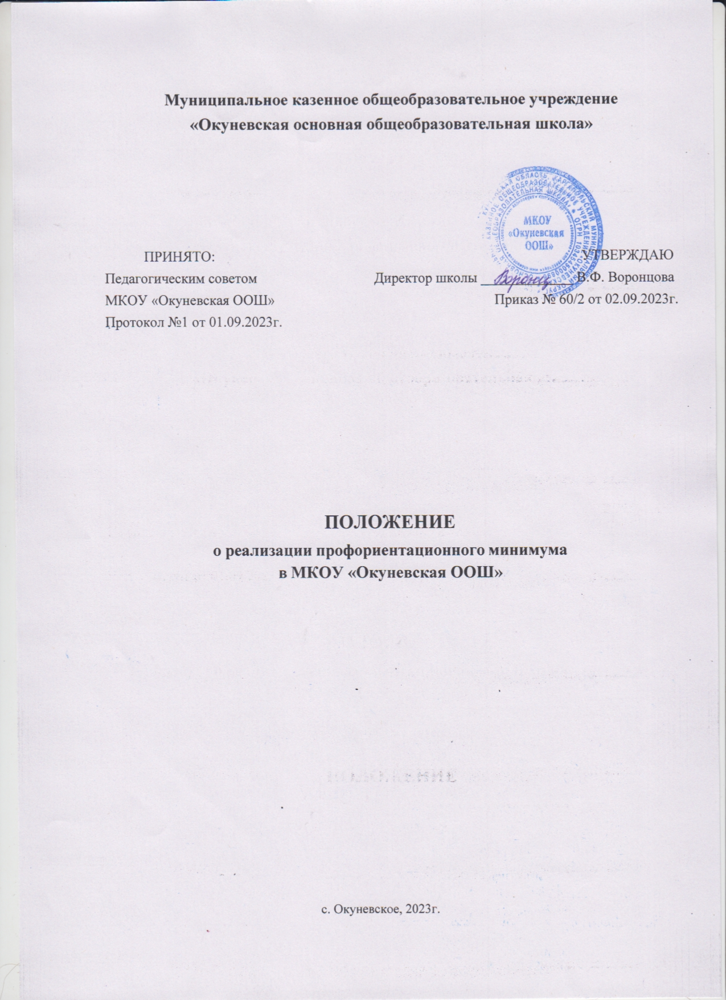 Муниципальное казенное общеобразовательное учреждение
«Окуневская основная общеобразовательная школа»
МКОУ
«Окуневская
ООШ»
ПРИНЯТО:
Педагогическим советом
МКОУ «Окуневская ООШ»
Протокол №1 от 01.09.2023г.
УТВЕРЖДАЮ
Директор школы В.Ф. Воронцова
Приказ № 60/2 от 02.09.2023г.
ПОЛОЖЕНИЕ
о реализации профориентационного минимума
в МКОУ «Окуневская ООШ»
с. Окуневское, 2023г.